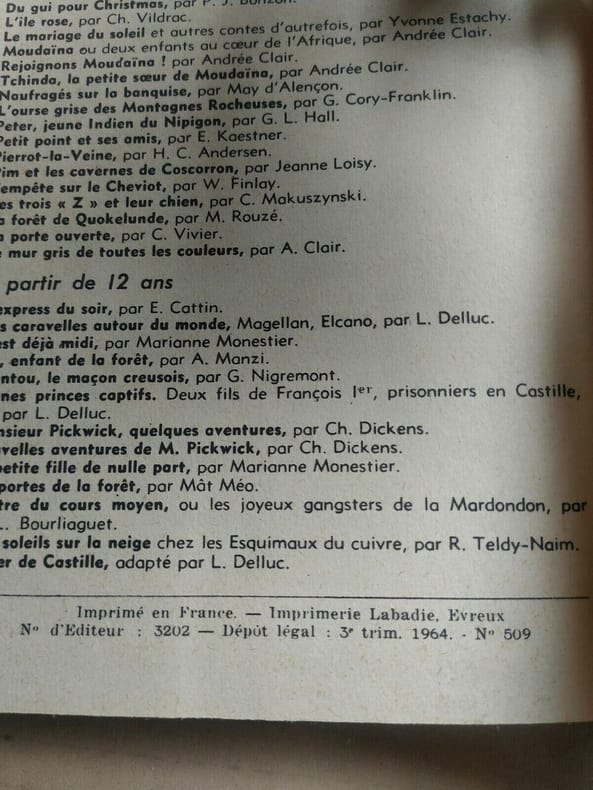 Du gui pour Christmas, par P. J. Bonzon.
L'île rose, par Ch. Vildrac.
Le mariage du soleil et autres contes d'autrefois, par Yvonne Estachy.
Moudaïna ou deux enfants au cœur de l'Afrique, par Andrée Clair.
Rejoignons Moudaïna ! par Andrée Clair.
Tchinda, la petite sœur de Moudaïna, par Andrée Clair.
Naufragés sur la banquise, par May d'Alençon.
L'ourse grise des Montagnes Rocheuses, par G. Cory-Franklin.
Peter, jeune Indien du Nipigon, par G. L. Hall.
Petit point et ses amis, par E. Kaestner.
Pierrot-la-Veine, par H. C. Andersen.
im et les cavernes de Coscorron, par Jeanne Loisy.
empête sur le Cheviot, par W. Finlay.
es trois « Z » et leur chien, par C. Makuszynski.
a forêt de Quokelunde, par M. Rouzé.
a porte ouverte, par C. Vivier.
e mur gris de toutes les couleurs, par A. Clair.
partir de 12 ans
express du soir, par E. Cattin.
s caravelles autour du monde, Magellan, Elcano, par L. Delluc.
est déjà midi, par Marianne Monestier.
, enfant de la forêt, par A. Manzi.
ntou, le maçon creusois, par G. Nigremont.
nes princes captifs. Deux fils de François Ier, prisonniers en Castille,
par L. Delluc.
nsieur Pickwick, quelques aventures, par Ch. Dickens.
uvelles aventures de M. Pickwick, par Ch. Dickens.
petite fille de nulle part, par Marianne Monestier.
portes de la forêt, par Mât Méo.
tre du cours moyen, ou les joyeux gangsters de la Mardondon, par
L. Bourliaguet.
soleils sur la neige chez les Esquimaux du cuivre, par R. Teldy-Naim.
er de Castille, adapté par L. Delluc.
Imprimé en France. — Imprimerie Labadie, Evreux
N° d'Editeur : 3202 — Dépôt légal : 3e trim. 1964. - N° 509